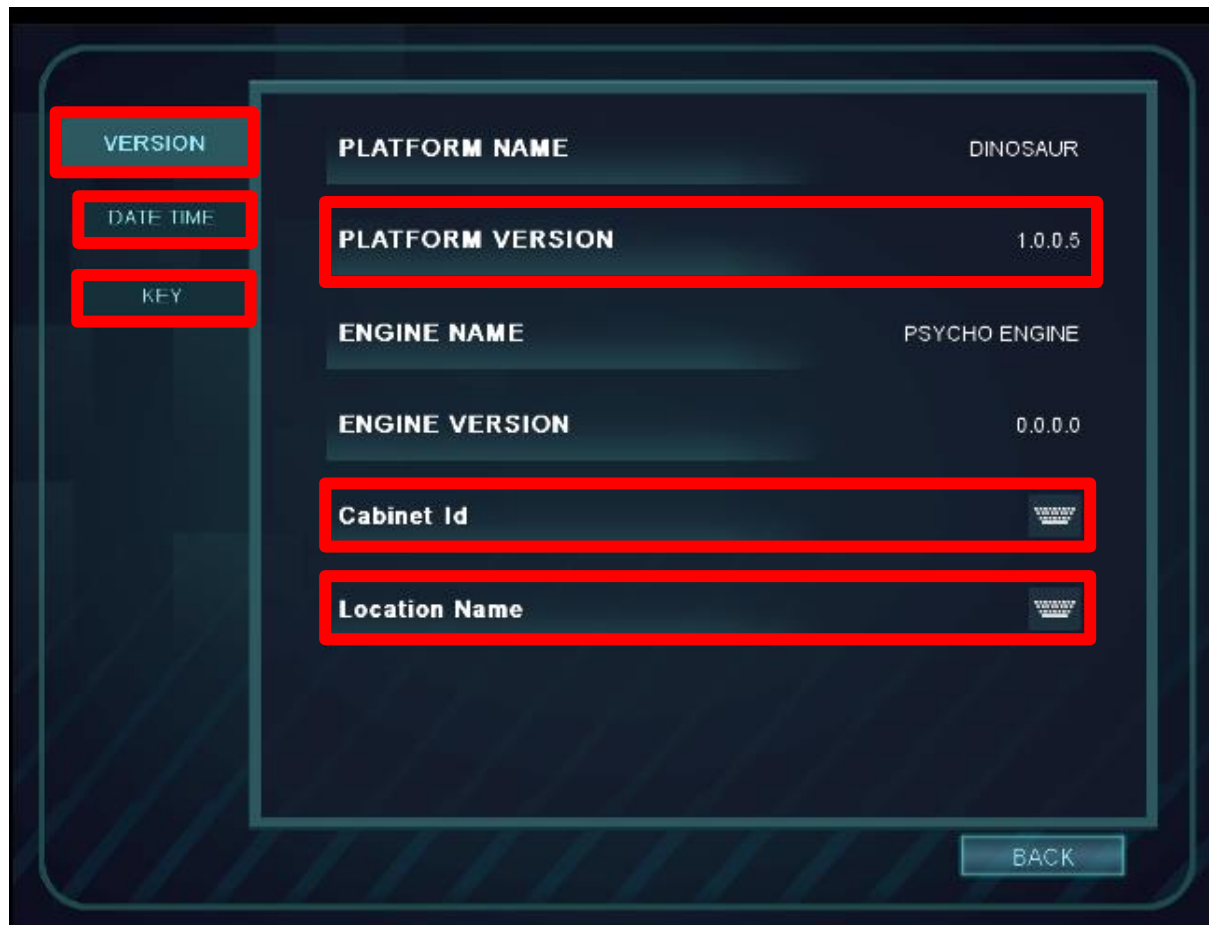 VERSION
DATE TIME
KEY
PLATFORM NAME DINOSAUR
PLATFORM VERSION 1.0.0.5
ENGINE NAME PSYCHO ENGINE
ENGINE VERSION 0.0.0.0
Cabinet Id
Location Name
BACK